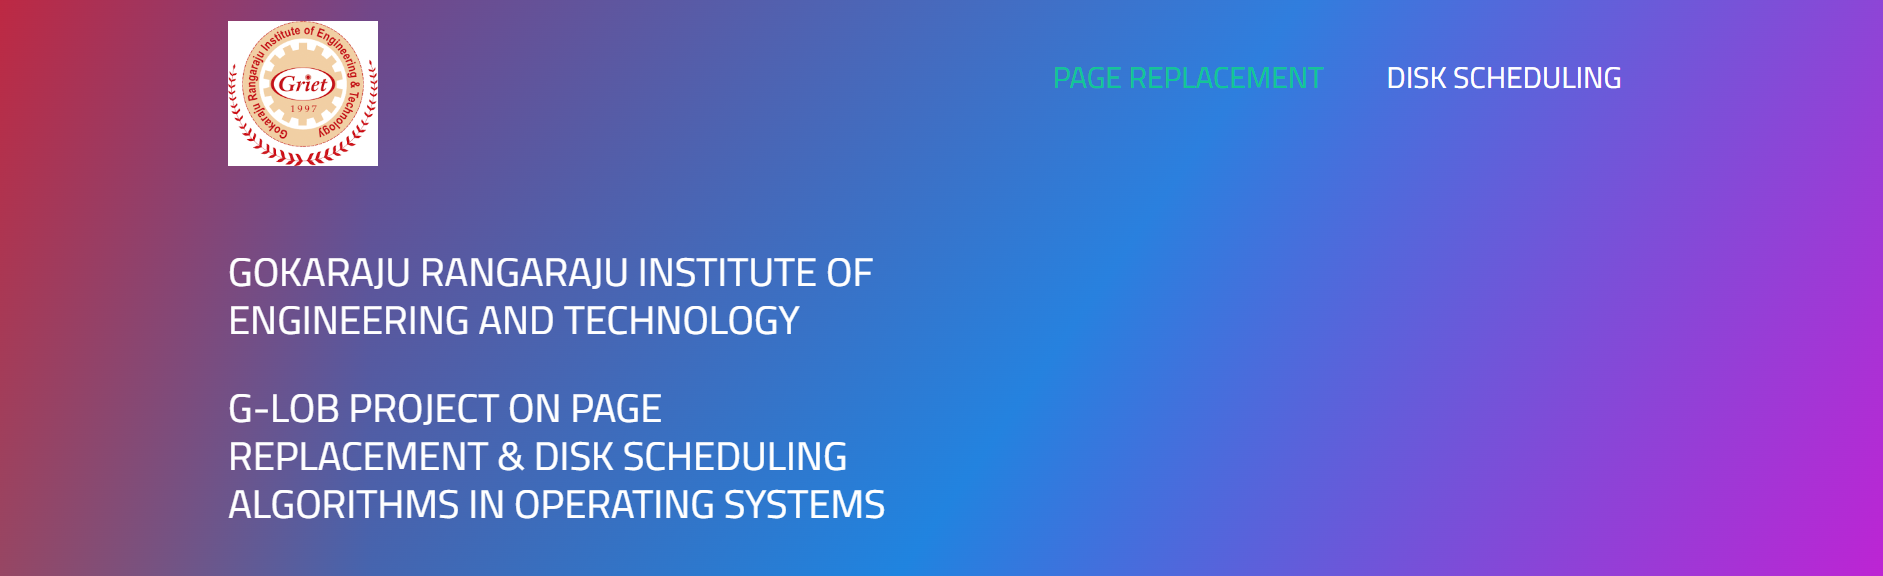 Gokaraju Rangaraju Institute of Engineering & Technology
Griet
1997
PAGE REPLACEMENT
DISK SCHEDULING
GOKARAJU RANGARAJU INSTITUTE OF
ENGINEERING AND TECHNOLOGY
G-LOB PROJECT ON PAGE
REPLACEMENT & DISK SCHEDULING
ALGORITHMS IN OPERATING SYSTEMS